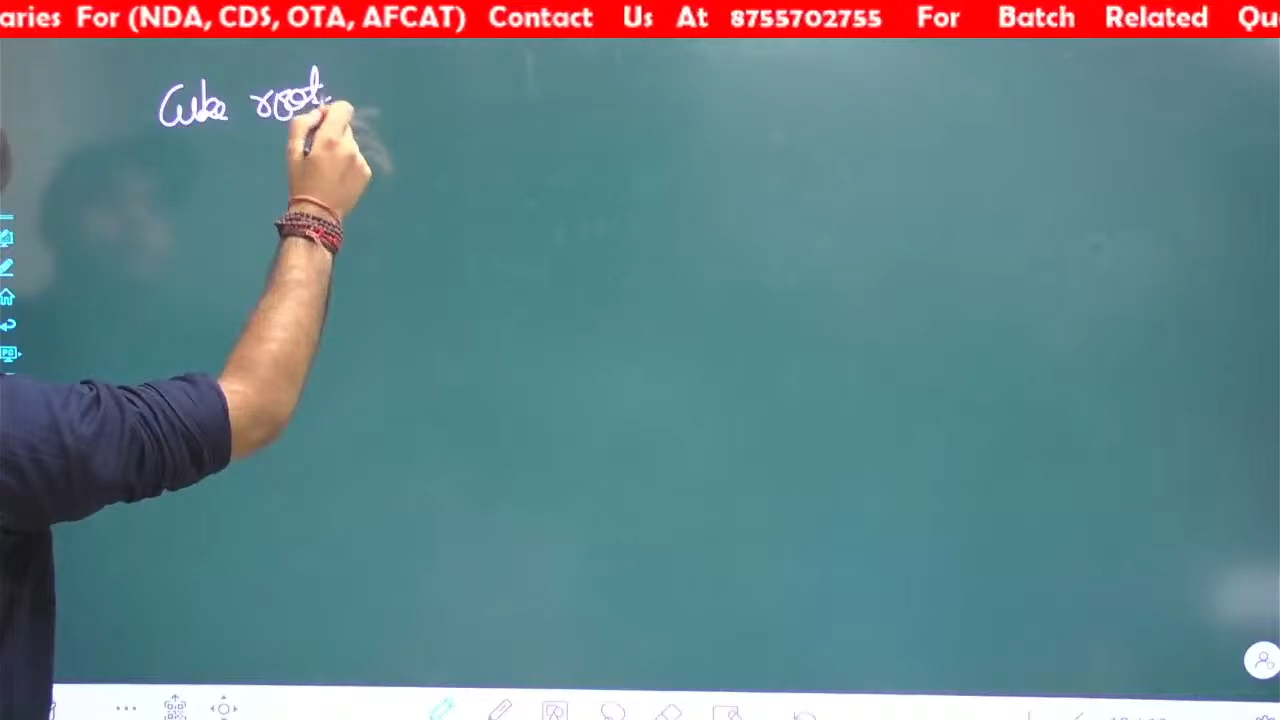 aries For (NDA, CDS, OTA, AFCAT) Contact Us At 8755702755 For Batch Related Qu
Cube root